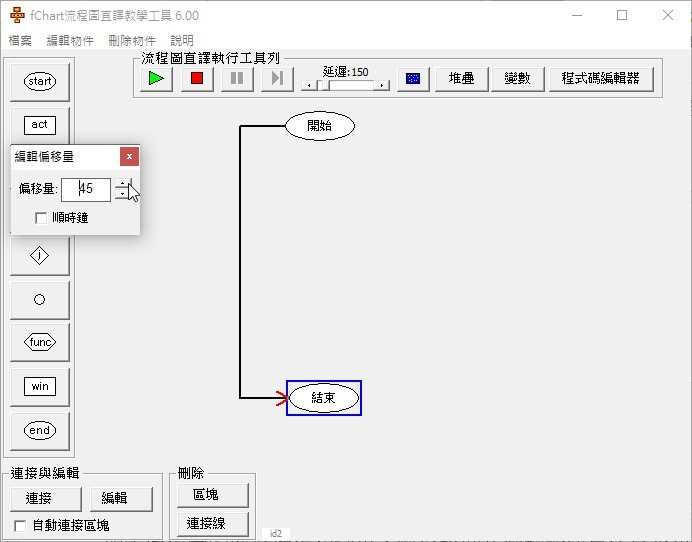 fChart流程圖直譯教學工具 6.00
檔案 編輯物件 刪除物件 說明
流程圖直譯執行工具列
延遲:150
堆疊
變數
程式碼編輯器
start
act
編輯偏移量
x
偏移量: 45
順時鐘
i
func
win
end
開始
結束
連接與編輯
連接
編輯
自動連接區塊
刪除
區塊
連接線
id2